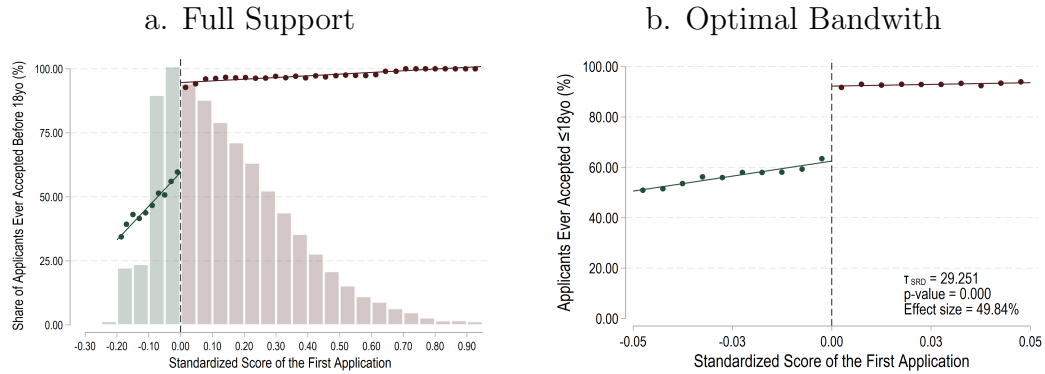 a. Full Support
Share of Applicants Ever Accepted Before 18yo (%)
100.00
75.00
50.00
25.00
0.00
-0.30 -0.20 -0.10 0.00 0.10 0.20 0.30 0.40 0.50 0.60 0.70 0.80 0.90
Standardized Score of the First Application
b. Optimal Bandwith
Applicants Ever Accepted ≤18yo (%)
100.00
80.00
60.00
40.00
20.00
0.00
τSRD = 29.251
p-value = 0.000
Effect size = 49.84%
-0.05 -0.03 0.00 0.03 0.05
Standardized Score of the First Application